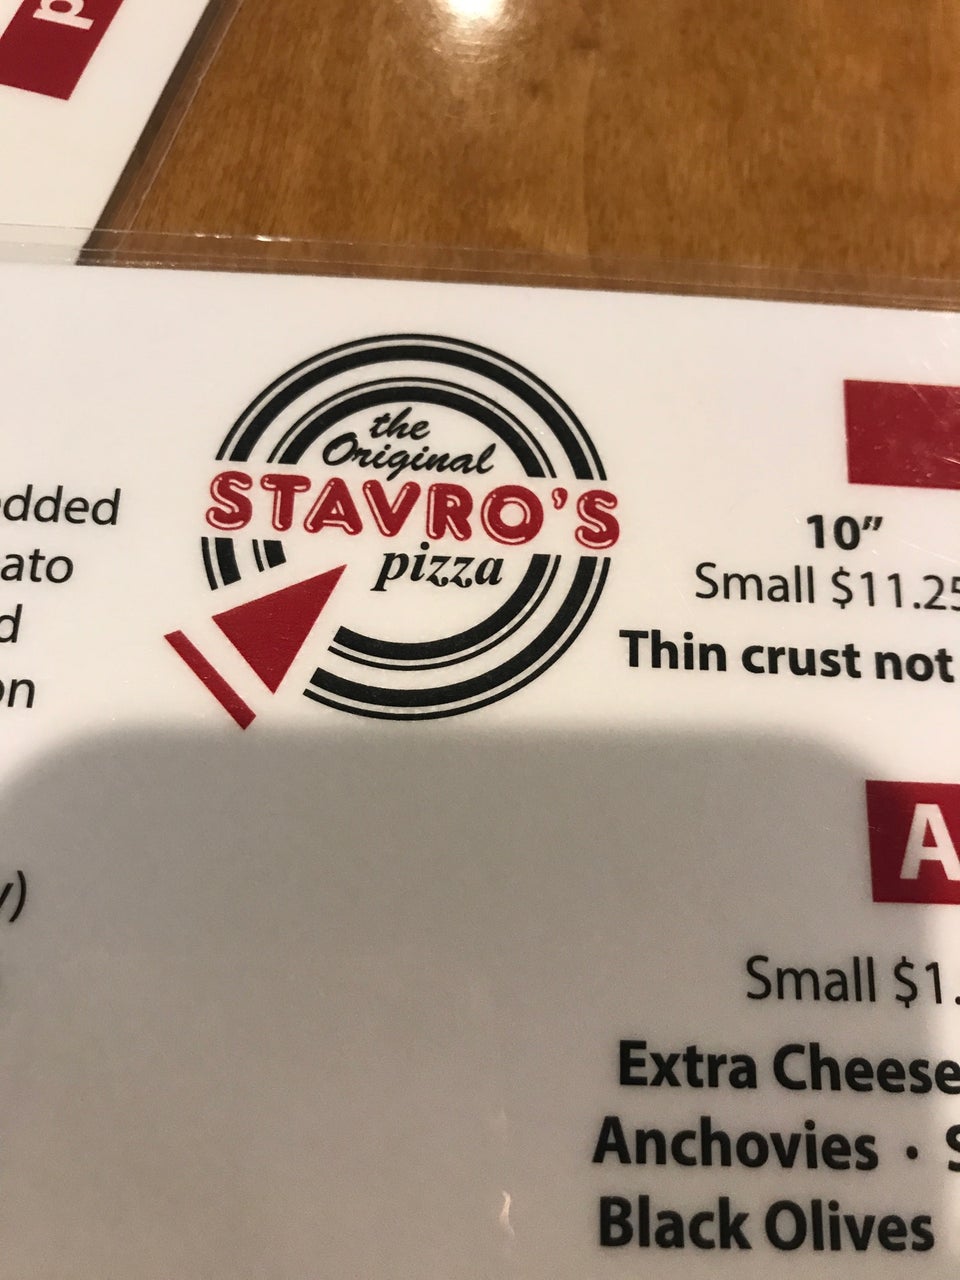 p
the
Original
STAVRO'S
pizza
dded
ato
d
on
y)
10"
Small $11.25
Thin crust not
A
Small $1.
Extra Cheese
Anchovies · S
Black Olives